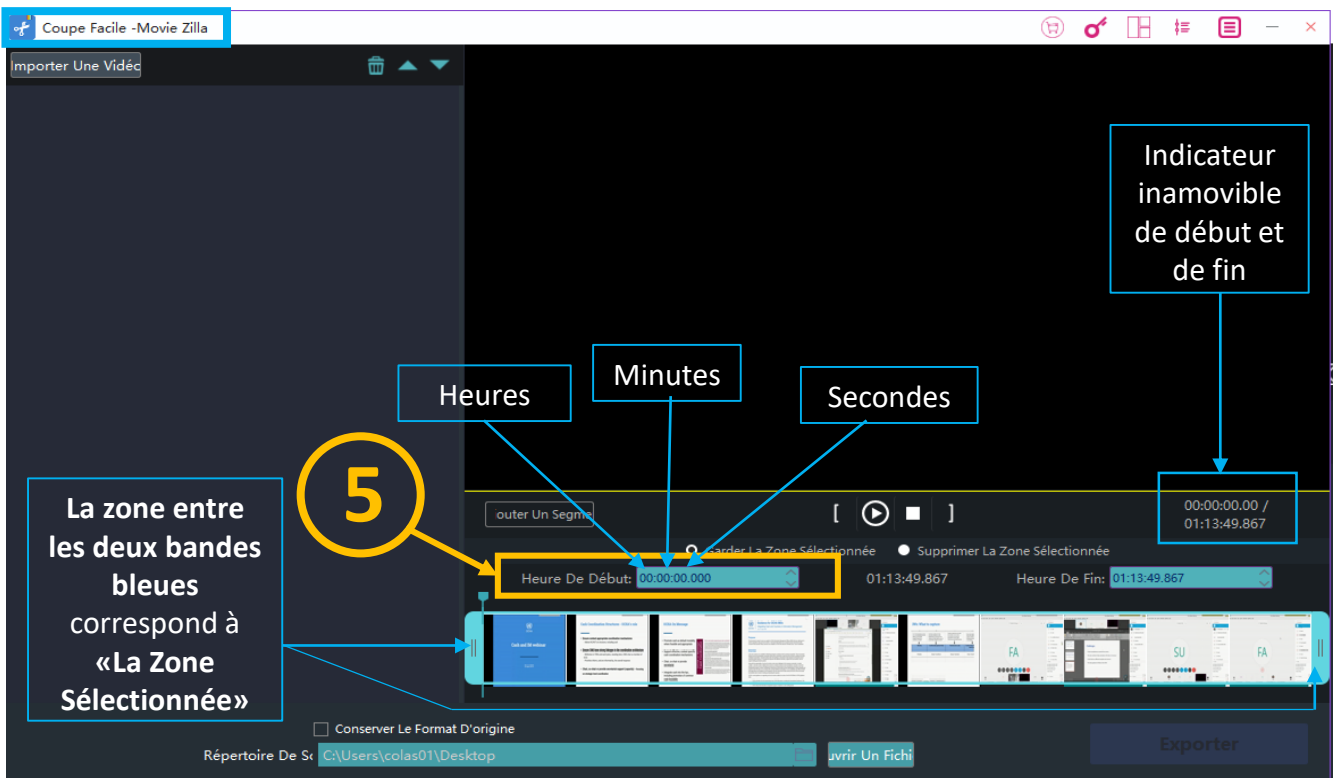 Coupe Facile -Movie Zilla
Importer Une Vidéc
Indicateur
inamovible
de début et
de fin
Heures
Minutes
Secondes
5
La zone entre
les deux bandes
bleues
correspond à
«La Zone
Sélectionnée»
outer Un Segme
[ ]
00:00:00.00 /
01:13:49.867
Garder La Zone Sélectionnée
Supprimer La Zone Sélectionnée
Heure De Début: 00:00:00.000
01:13:49.867
Heure De Fin: 01:13:49.867
FA
SU
FA
Conserver Le Format D'origine
Répertoire De So C:\Users\colas01\Desktop
uvrir Un Fichi
Exporter